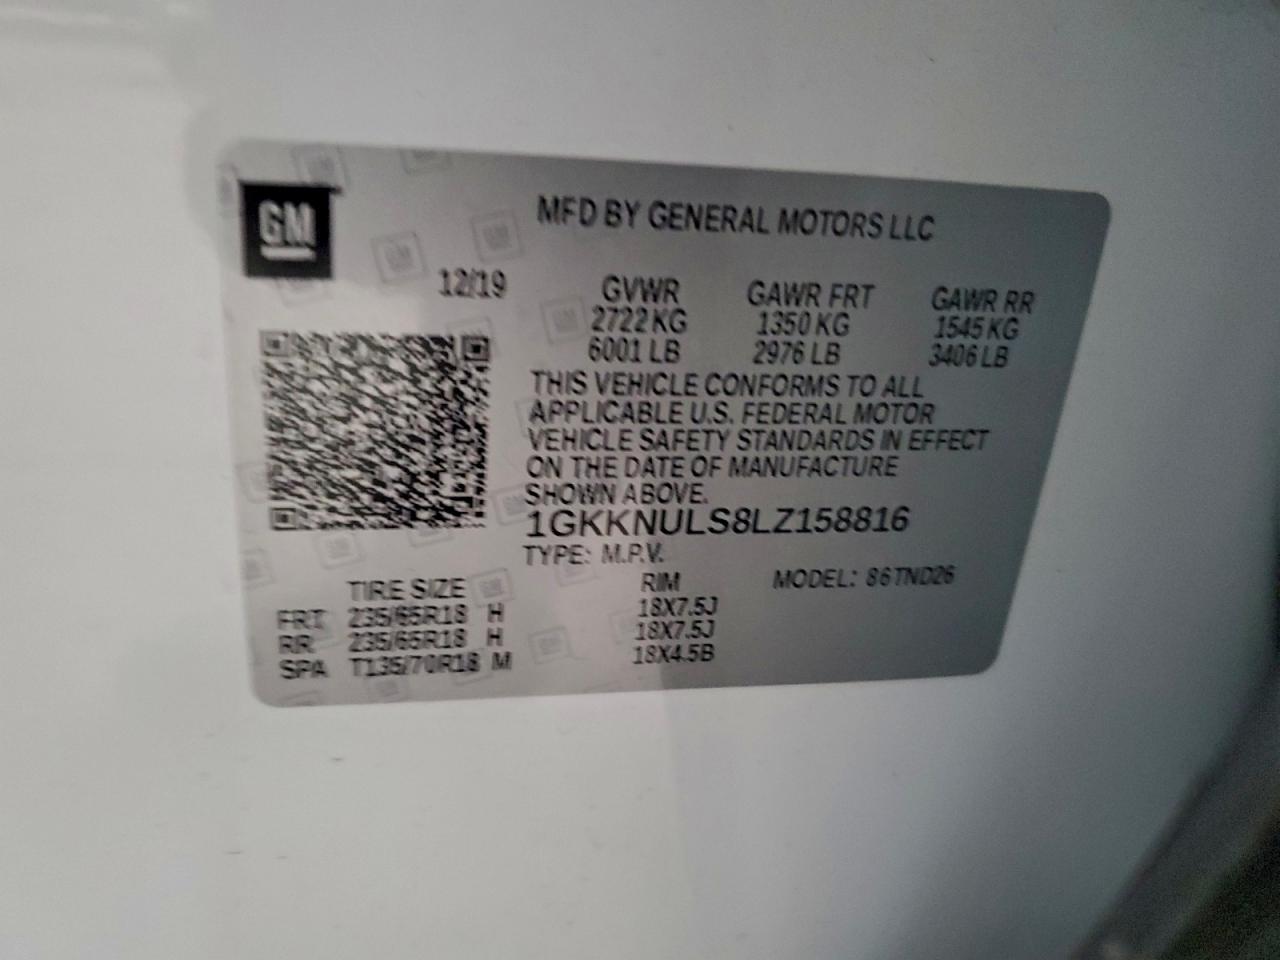 GM
MFD BY GENERAL MOTORS LLC
12/19
GVWR GAWR FRT GAWR RR
2722 KG 1350 KG 1545 KG
6001 LB 2976 LB 3406 LB
THIS VEHICLE CONFORMS TO ALL
APPLICABLE U.S. FEDERAL MOTOR
VEHICLE SAFETY STANDARDS IN EFFECT
ON THE DATE OF MANUFACTURE
SHOWN ABOVE.
1GKKNULS8LZ158816
TYPE: M.P.V.
TIRE SIZE RIM MODEL: 86TND26
FRT 235/65R18 H 18X7.5J
RR 235/65R18 H 18X7.5J
SPA T135/70R18 M 18X4.5B